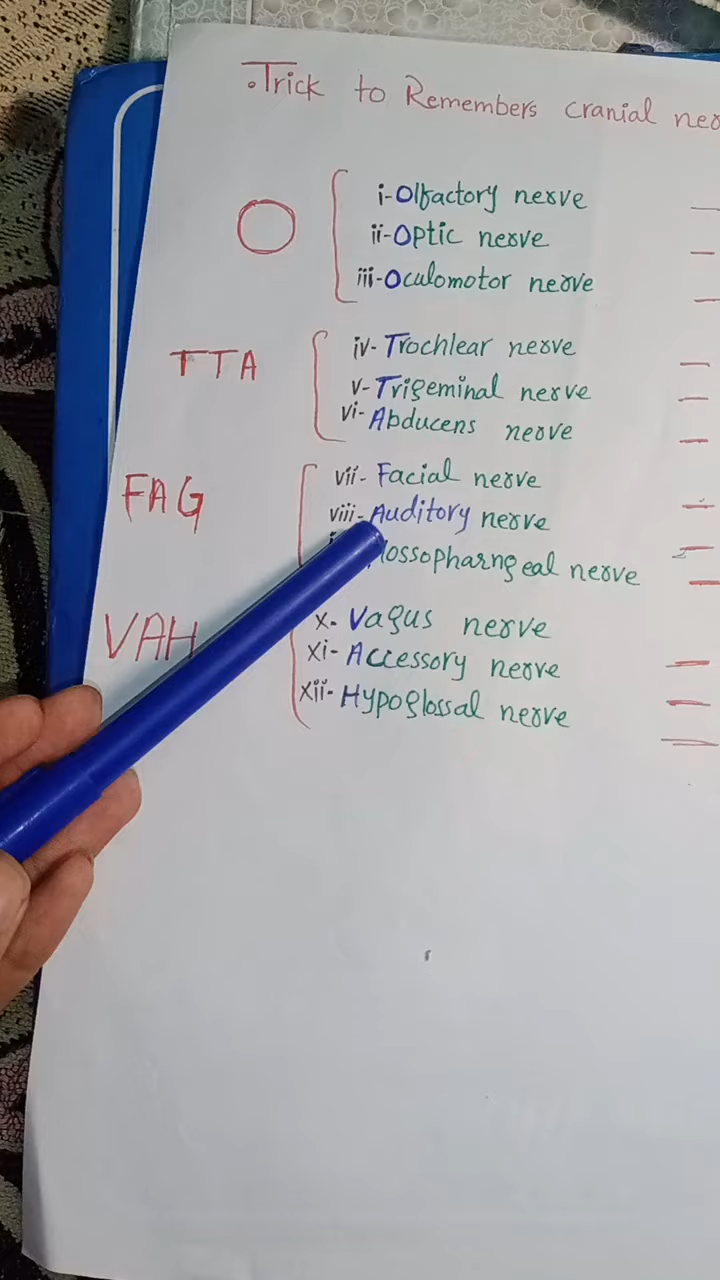 .Trick to Remembers cranial
O
i-Olfactory nerve
ii-Optic nerve
iii-Oculomotor nerve
TTA
iv-Trochlear nerve
v-Trigeminal nerve
vi-Abducens nerve
FAG
vii-Facial nerve
viii-Auditory nerve
lossopharngeal nerve
VAH
x-Vagus nerve
xi-Accessory nerve
xii-Hypoglossal nerve